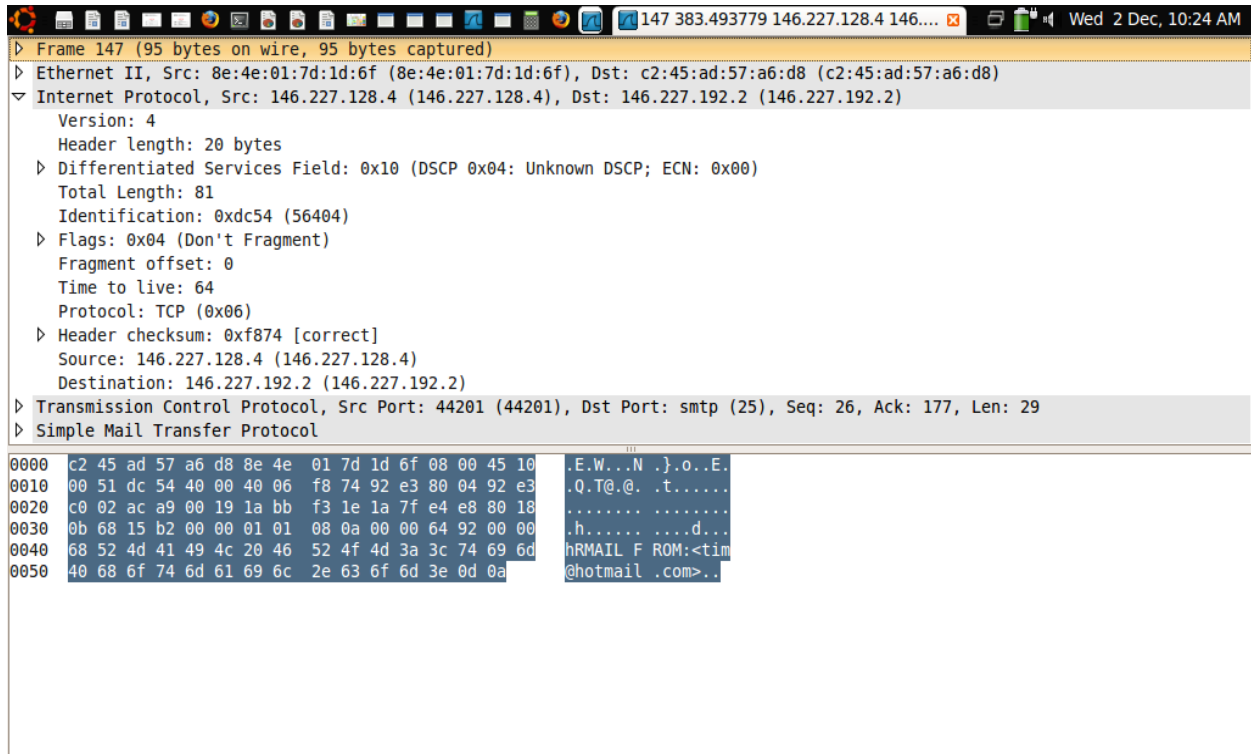 147 383.493779 146.227.128.4 146.... Wed 2 Dec, 10:24 AM
Frame 147 (95 bytes on wire, 95 bytes captured)
Ethernet II, Src: 8e:4e:01:7d:1d:6f (8e:4e:01:7d:1d:6f), Dst: c2:45:ad:57:a6:d8 (c2:45:ad:57:a6:d8)
Internet Protocol, Src: 146.227.128.4 (146.227.128.4), Dst: 146.227.192.2 (146.227.192.2)
Version: 4
Header length: 20 bytes
Differentiated Services Field: 0x10 (DSCP 0x04: Unknown DSCP; ECN: 0x00)
Total Length: 81
Identification: 0xdc54 (56404)
Flags: 0x04 (Don't Fragment)
Fragment offset: 0
Time to live: 64
Protocol: TCP (0x06)
Header checksum: 0xf874 [correct]
Source: 146.227.128.4 (146.227.128.4)
Destination: 146.227.192.2 (146.227.192.2)
Transmission Control Protocol, Src Port: 44201 (44201), Dst Port: smtp (25), Seq: 26, Ack: 177, Len: 29
Simple Mail Transfer Protocol
0000 c2 45 ad 57 a6 d8 8e 4e 01 7d 1d 6f 08 00 45 10 .E.W...N .}.o..E.
0010 00 51 dc 54 40 00 40 06 f8 74 92 e3 80 04 92 e3 .Q.T@.@. .t......
0020 c0 02 ac a9 00 19 1a bb f3 1e 1a 7f e4 e8 80 18 ........ ........
0030 0b 68 15 b2 00 00 01 01 08 0a 00 00 64 92 00 00 .h...... ....d...
0040 68 52 4d 41 49 4c 20 46 52 4f 4d 3a 3c 74 69 6d hRMAIL F ROM:<tim
0050 40 68 6f 74 6d 61 69 6c 2e 63 6f 6d 3e 0d 0a @hotmail .com>..